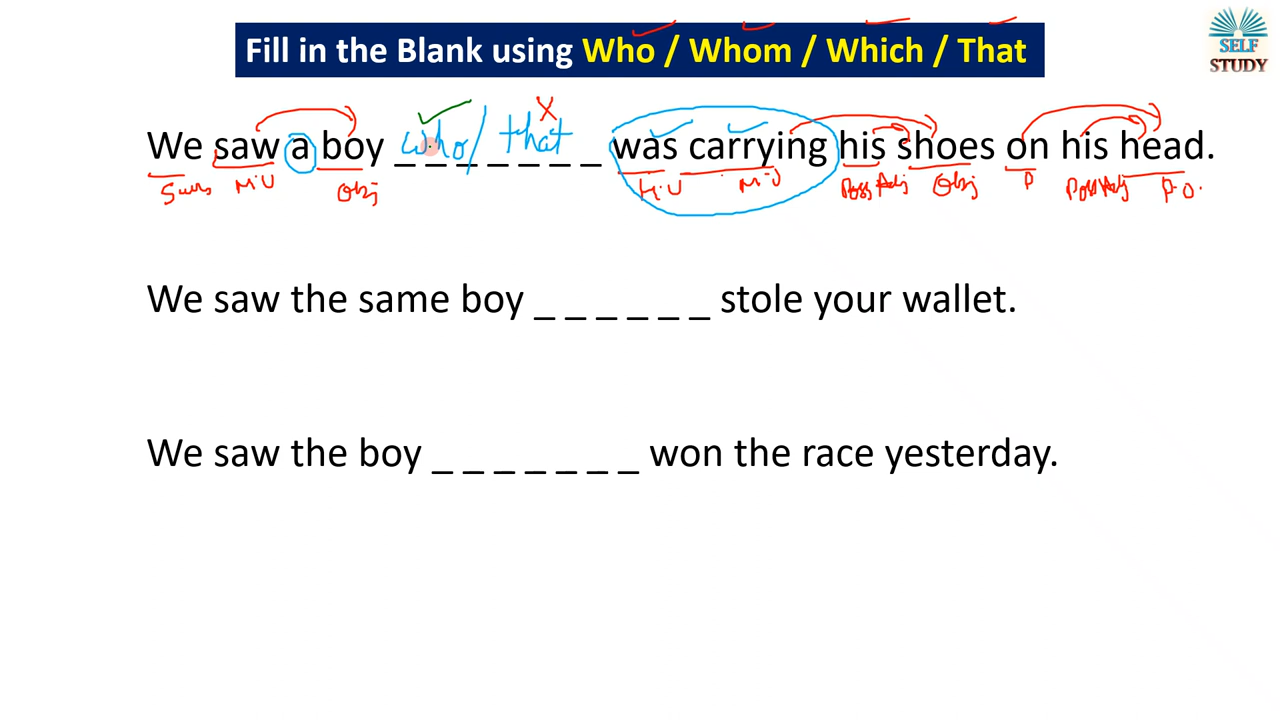 Fill in the Blank using Who / Whom / Which / That
SELF
STUDY
We saw a boy who / that _ _ _ _ _ _ _ was carrying his shoes on his head.
M.V Obj H.V M.V Poss Adj Obj P Poss Adj P.O.
We saw the same boy _ _ _ _ _ _ stole your wallet.
We saw the boy _ _ _ _ _ _ _ won the race yesterday.